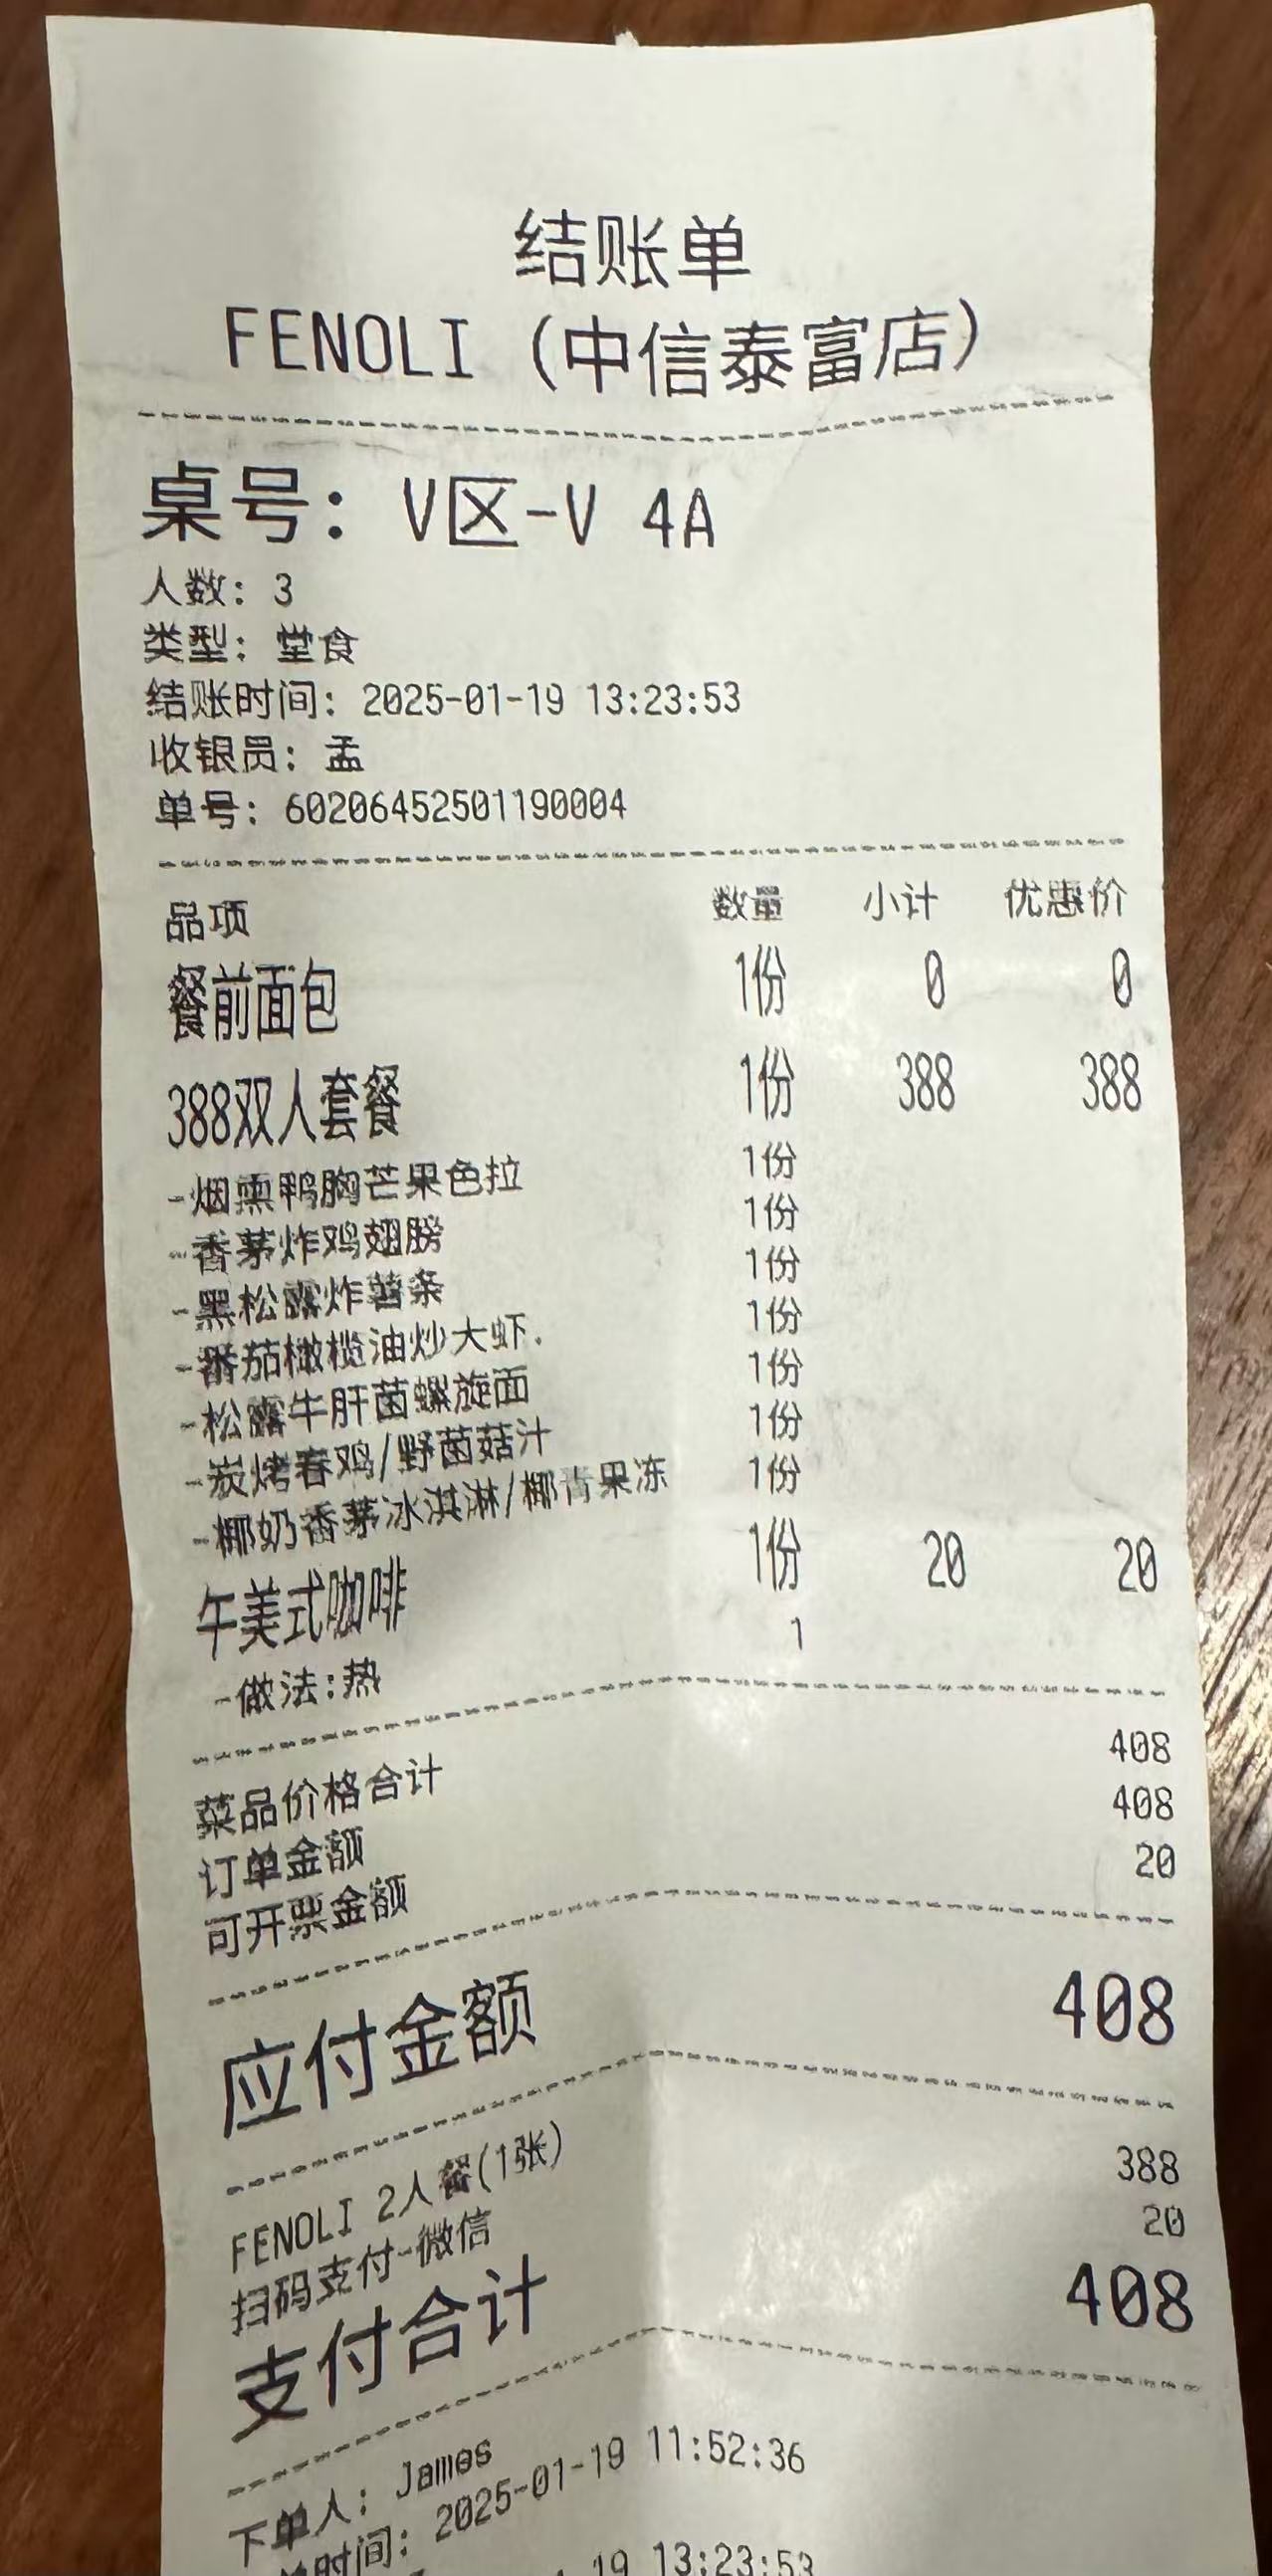 结账单
FENOLI (中信泰富店)
桌号: V区-V 4A
人数: 3
类型: 堂食
结账时间: 2025-01-19 13:23:53
收银员: 孟
单号: 60206452501190004
品项 数量 小计 优惠价
餐前面包 1份 0 0
388双人套餐 1份 388 388
-烟熏鸭胸芒果色拉 1份
-香茅炸鸡翅膀 1份
-黑松露炸薯条 1份
-番茄橄榄油炒大虾. 1份
-松露牛肝菌螺旋面 1份
-炭烤春鸡/野菌菇汁 1份
-椰奶香茅冰淇淋/椰青果冻 1份
午美式咖啡 1份 20 20
-做法:热 1
菜品价格合计 408
订单金额 408
可开票金额 20
应付金额 408
FENOLI 2人餐(1张) 388
扫码支付-微信 20
支付合计 408
下单人: James
单时间: 2025-01-19 11:52:36
19 13:23:53